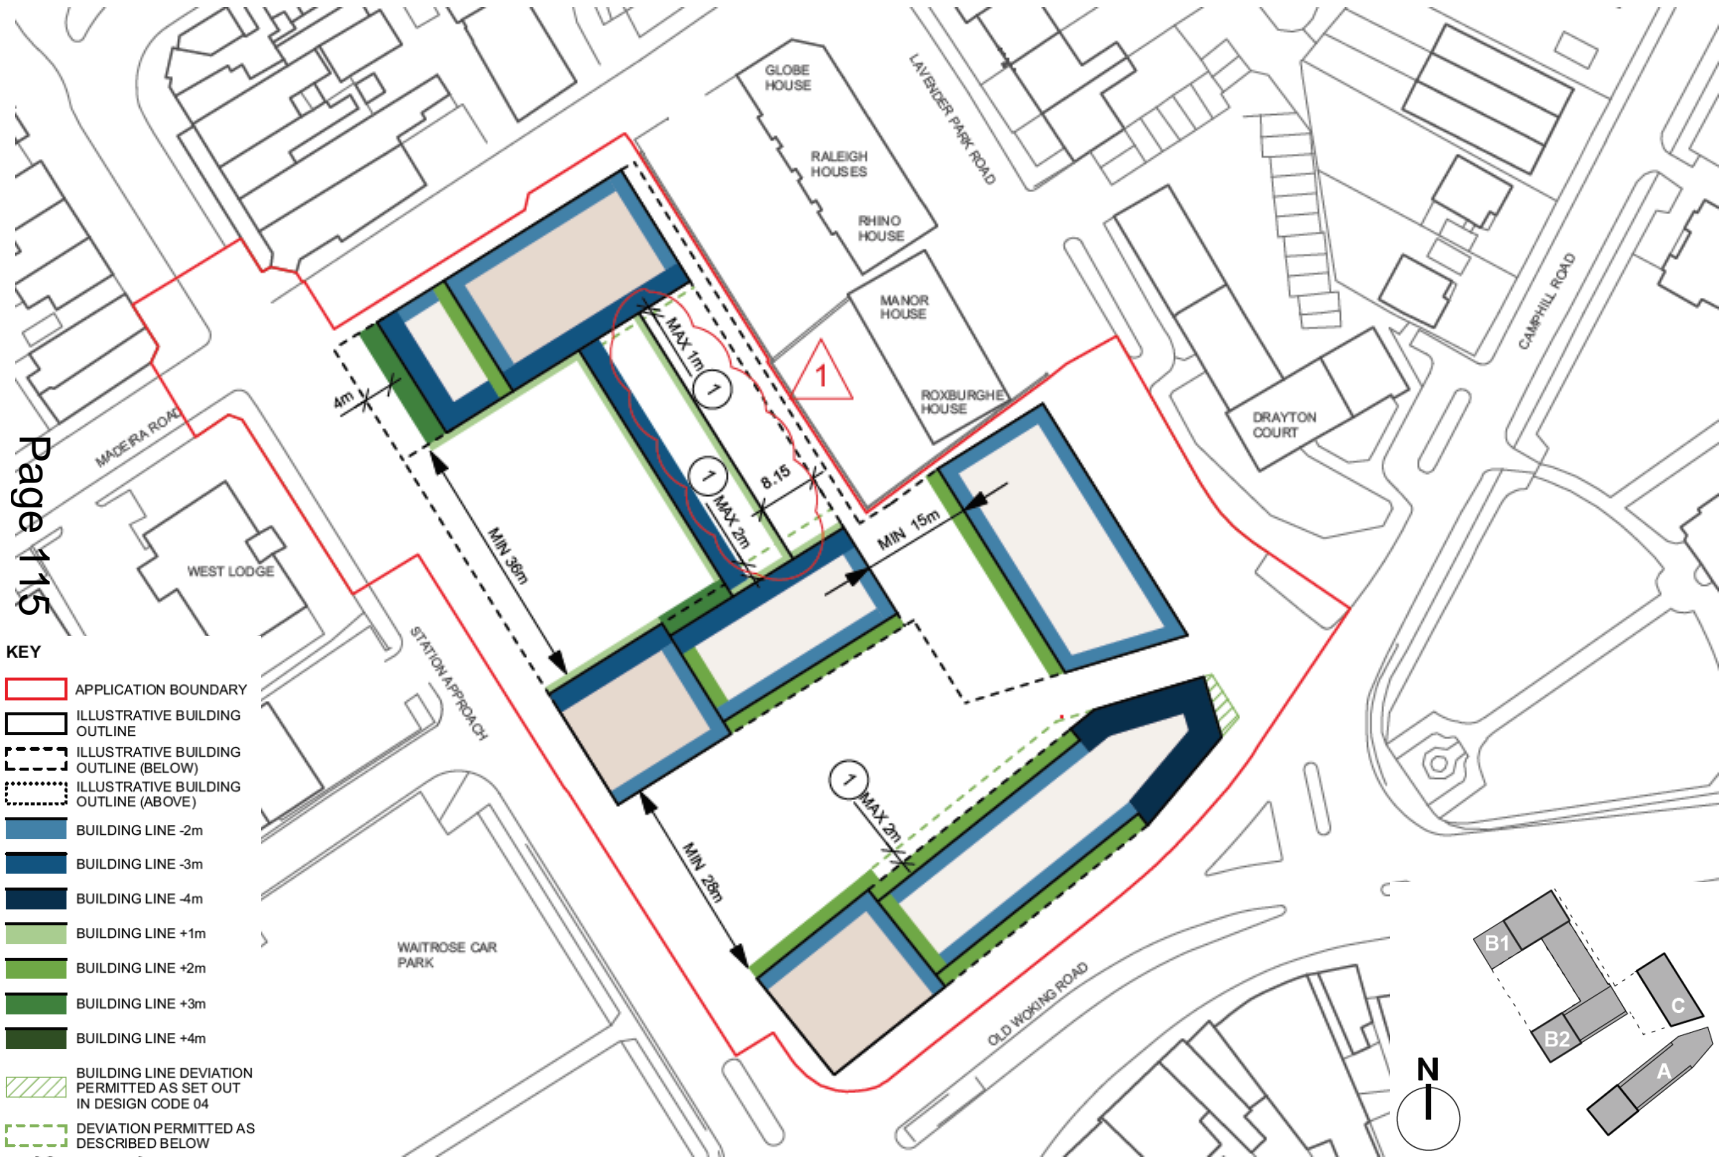 GLOBE
HOUSE
RALEIGH
HOUSES
RHINO
HOUSE
LAVENDER PARK ROAD
MANOR
HOUSE
ROXBURGHE
HOUSE
DRAYTON
COURT
CAMPHILL ROAD
1
MAX 1m
1
4m
MADEIRA ROAD
Page 115
1
MAX 2m
8.15
MIN 15m
MIN 36m
WEST LODGE
STATION APPROACH
1
MAX 2m
MIN 28m
WAITROSE CAR
PARK
OLD WOKING ROAD
KEY
APPLICATION BOUNDARY
ILLUSTRATIVE BUILDING
OUTLINE
ILLUSTRATIVE BUILDING
OUTLINE (BELOW)
ILLUSTRATIVE BUILDING
OUTLINE (ABOVE)
BUILDING LINE -2m
BUILDING LINE -3m
BUILDING LINE -4m
BUILDING LINE +1m
BUILDING LINE +2m
BUILDING LINE +3m
BUILDING LINE +4m
BUILDING LINE DEVIATION
PERMITTED AS SET OUT
IN DESIGN CODE 04
DEVIATION PERMITTED AS
DESCRIBED BELOW
B1
B2
C
A
N